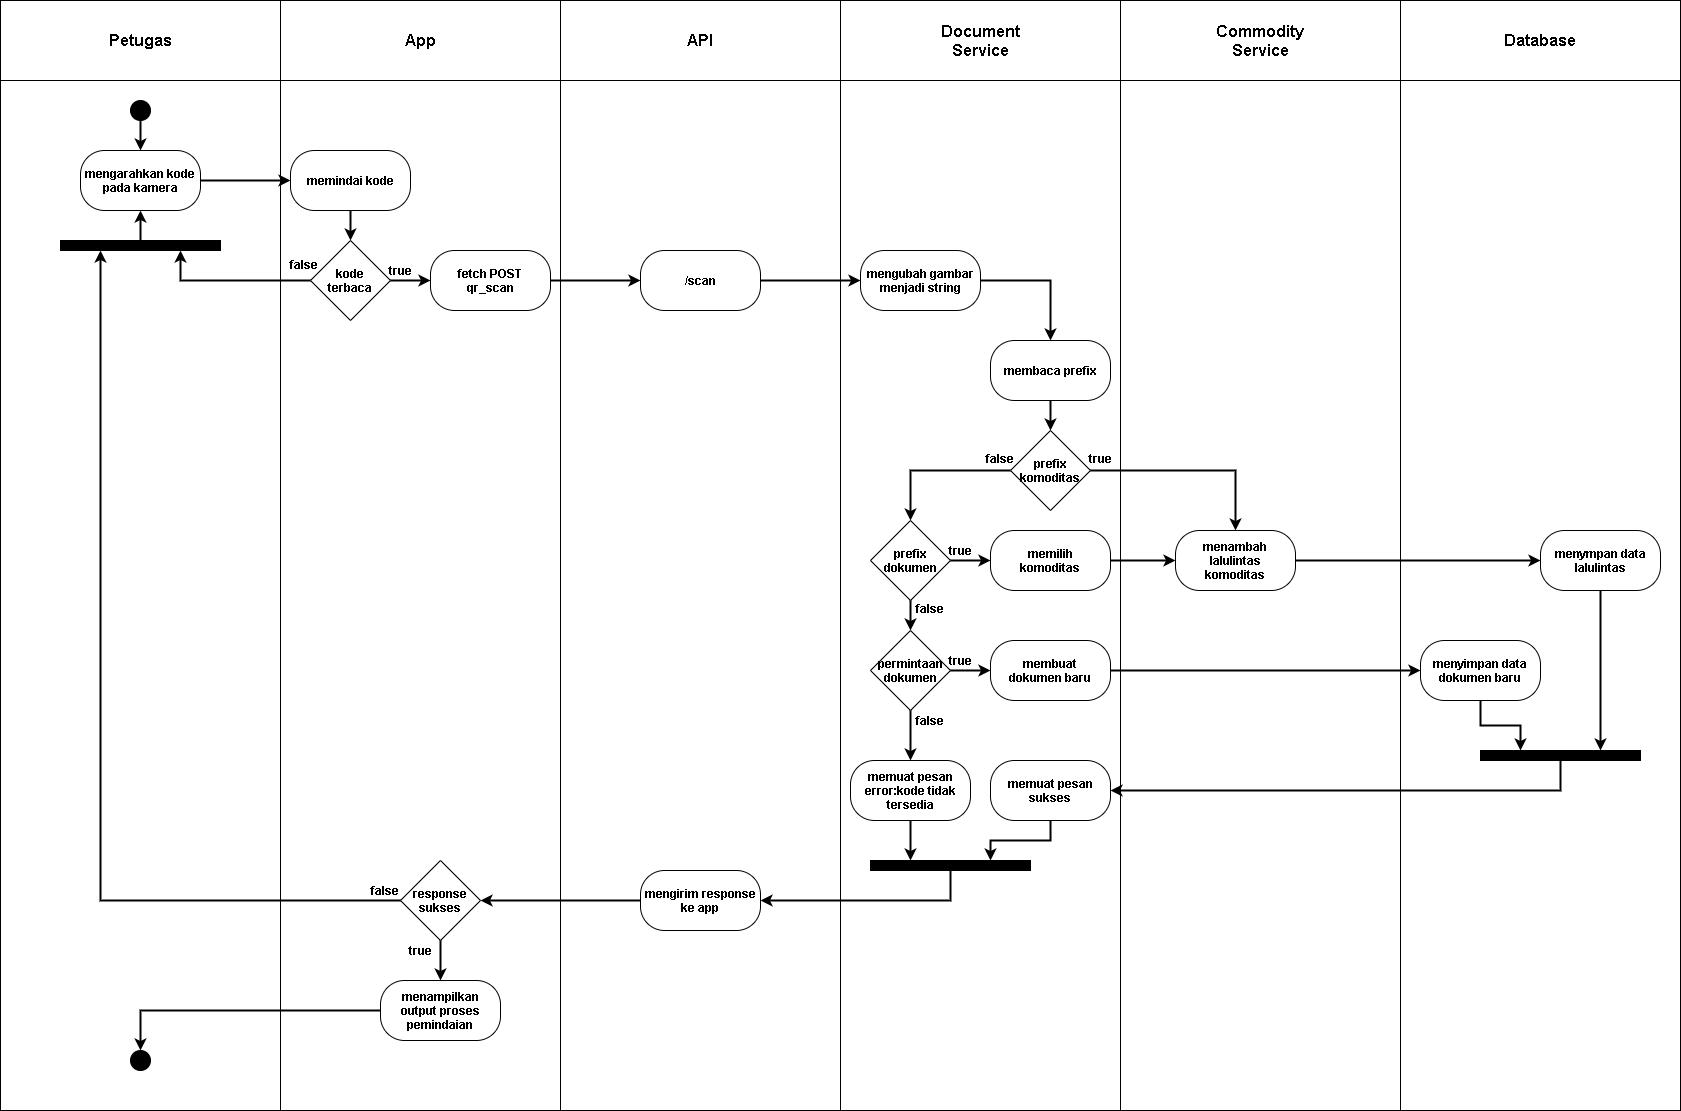 Petugas
App
API
Document
Service
Commodity
Service
Database
mengarahkan kode
pada kamera
memindai kode
false
kode
terbaca
true
fetch POST
qr_scan
/scan
mengubah gambar
menjadi string
membaca prefix
false
prefix
komoditas
true
prefix
dokumen
true
memilih
komoditas
menambah
lalulintas
komoditas
menympan data
lalulintas
false
permintaan
dokumen
true
membuat
dokumen baru
menyimpan data
dokumen baru
false
memuat pesan
error:kode tidak
tersedia
memuat pesan
sukses
false
response
sukses
mengirim response
ke app
true
menampilkan
output proses
pemindaian